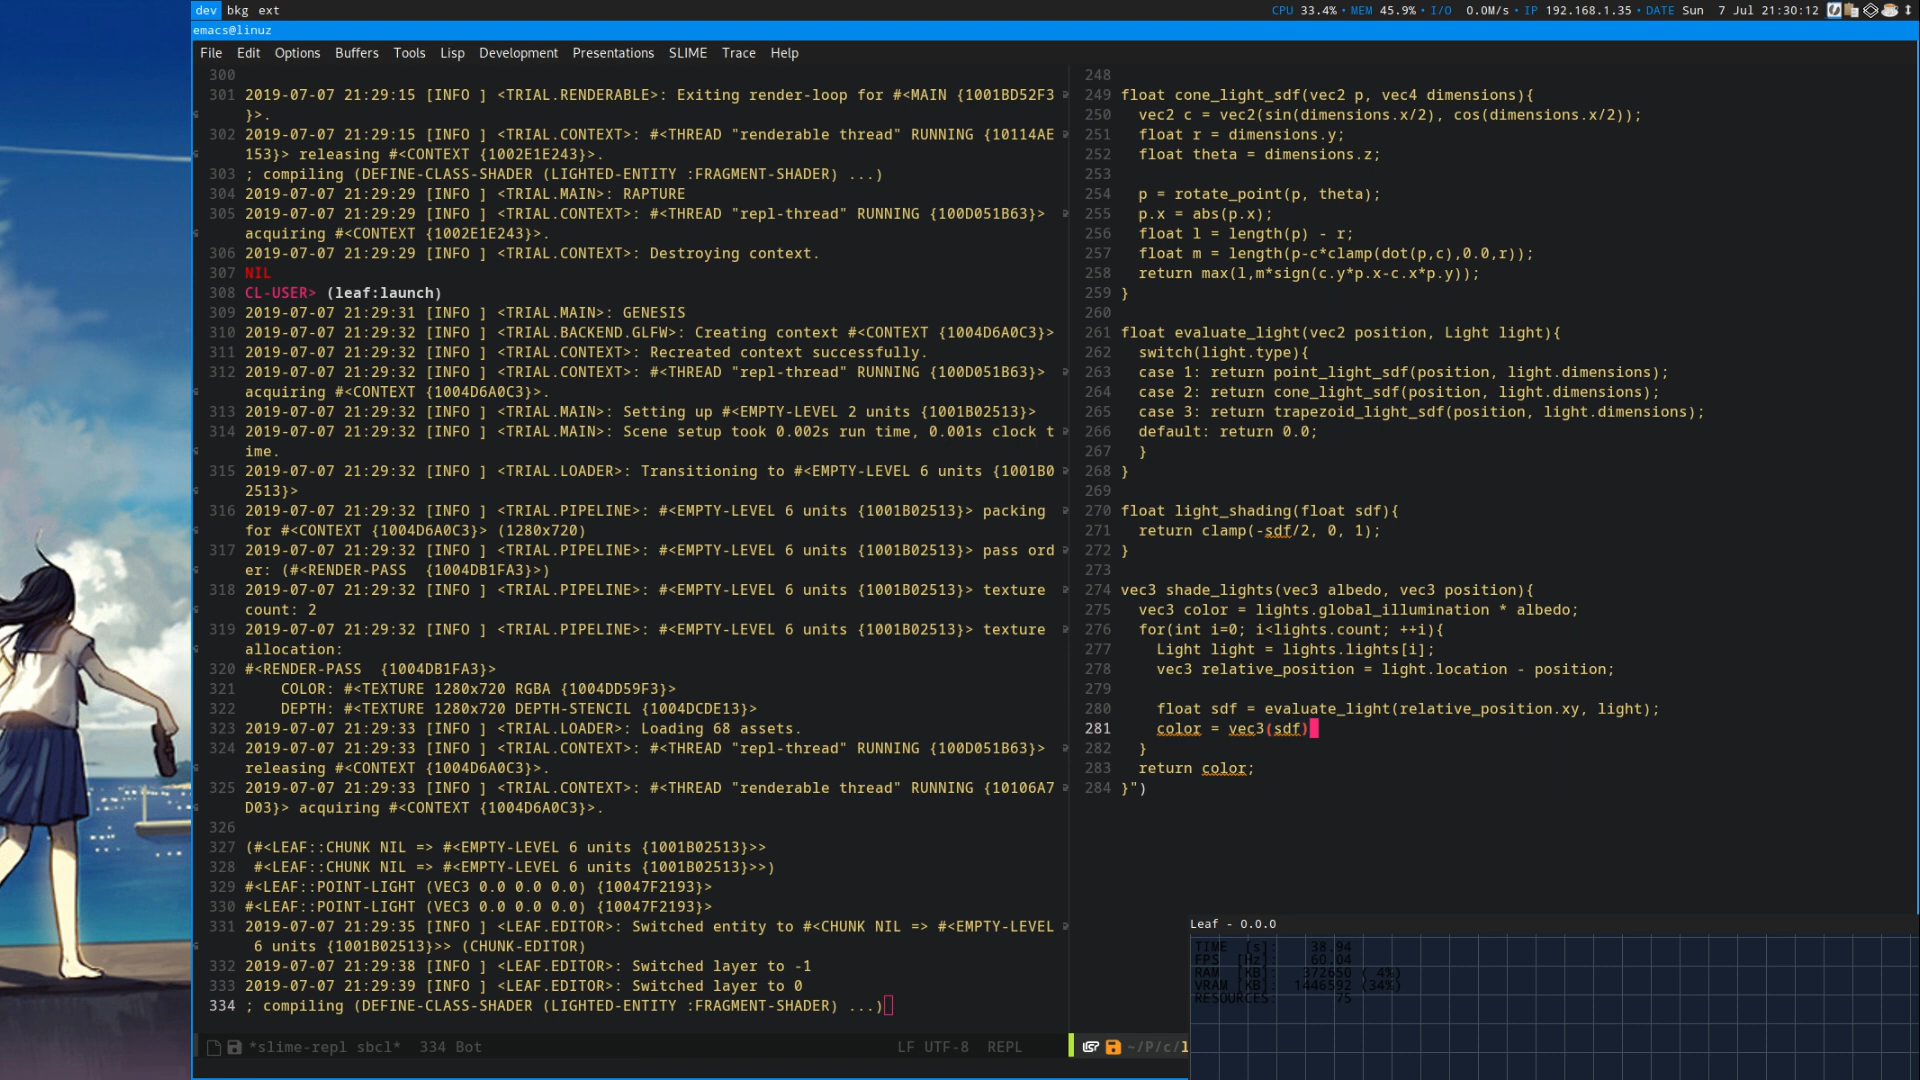 dev bkg ext
CPU 33.4% • MEM 45.9% • I/O 0.0M/s • IP 192.168.1.35 • DATE Sun 7 Jul 21:30:12
emacs@linuz
File Edit Options Buffers Tools Lisp Development Presentations SLIME Trace Help
300
301 2019-07-07 21:29:15 [INFO ] <TRIAL.RENDERABLE>: Exiting render-loop for #<MAIN {1001BD52F3
}>.
302 2019-07-07 21:29:15 [INFO ] <TRIAL.CONTEXT>: #<THREAD "renderable thread" RUNNING {10114AE
153}> releasing #<CONTEXT {1002E1E243}>.
303 ; compiling (DEFINE-CLASS-SHADER (LIGHTED-ENTITY :FRAGMENT-SHADER) ...)
304 2019-07-07 21:29:29 [INFO ] <TRIAL.MAIN>: RAPTURE
305 2019-07-07 21:29:29 [INFO ] <TRIAL.CONTEXT>: #<THREAD "repl-thread" RUNNING {100D051B63}>
acquiring #<CONTEXT {1002E1E243}>.
306 2019-07-07 21:29:29 [INFO ] <TRIAL.CONTEXT>: Destroying context.
307 NIL
308 CL-USER> (leaf:launch)
309 2019-07-07 21:29:31 [INFO ] <TRIAL.MAIN>: GENESIS
310 2019-07-07 21:29:32 [INFO ] <TRIAL.BACKEND.GLFW>: Creating context #<CONTEXT {1004D6A0C3}>
311 2019-07-07 21:29:32 [INFO ] <TRIAL.CONTEXT>: Recreated context successfully.
312 2019-07-07 21:29:32 [INFO ] <TRIAL.CONTEXT>: #<THREAD "repl-thread" RUNNING {100D051B63}>
acquiring #<CONTEXT {1004D6A0C3}>.
313 2019-07-07 21:29:32 [INFO ] <TRIAL.MAIN>: Setting up #<EMPTY-LEVEL 2 units {1001B02513}>
314 2019-07-07 21:29:32 [INFO ] <TRIAL.MAIN>: Scene setup took 0.002s run time, 0.001s clock t
ime.
315 2019-07-07 21:29:32 [INFO ] <TRIAL.LOADER>: Transitioning to #<EMPTY-LEVEL 6 units {1001B0
2513}>
316 2019-07-07 21:29:32 [INFO ] <TRIAL.PIPELINE>: #<EMPTY-LEVEL 6 units {1001B02513}> packing
for #<CONTEXT {1004D6A0C3}> (1280x720)
317 2019-07-07 21:29:32 [INFO ] <TRIAL.PIPELINE>: #<EMPTY-LEVEL 6 units {1001B02513}> pass ord
er: (#<RENDER-PASS  {1004DB1FA3}>)
318 2019-07-07 21:29:32 [INFO ] <TRIAL.PIPELINE>: #<EMPTY-LEVEL 6 units {1001B02513}> texture
count: 2
319 2019-07-07 21:29:32 [INFO ] <TRIAL.PIPELINE>: #<EMPTY-LEVEL 6 units {1001B02513}> texture
allocation:
320 #<RENDER-PASS  {1004DB1FA3}>
321     COLOR: #<TEXTURE 1280x720 RGBA {1004DD59F3}>
322     DEPTH: #<TEXTURE 1280x720 DEPTH-STENCIL {1004DCDE13}>
323 2019-07-07 21:29:33 [INFO ] <TRIAL.LOADER>: Loading 68 assets.
324 2019-07-07 21:29:33 [INFO ] <TRIAL.CONTEXT>: #<THREAD "repl-thread" RUNNING {100D051B63}>
releasing #<CONTEXT {1004D6A0C3}>.
325 2019-07-07 21:29:33 [INFO ] <TRIAL.CONTEXT>: #<THREAD "renderable thread" RUNNING {10106A7
D03}> acquiring #<CONTEXT {1004D6A0C3}>.
326
327 (#<LEAF::CHUNK NIL => #<EMPTY-LEVEL 6 units {1001B02513}>>
328  #<LEAF::CHUNK NIL => #<EMPTY-LEVEL 6 units {1001B02513}>>)
329 #<LEAF::POINT-LIGHT (VEC3 0.0 0.0 0.0) {10047F2193}>
330 #<LEAF::POINT-LIGHT (VEC3 0.0 0.0 0.0) {10047F2193}>
331 2019-07-07 21:29:35 [INFO ] <LEAF.EDITOR>: Switched entity to #<CHUNK NIL => #<EMPTY-LEVEL
 6 units {1001B02513}>> (CHUNK-EDITOR)
332 2019-07-07 21:29:38 [INFO ] <LEAF.EDITOR>: Switched layer to -1
333 2019-07-07 21:29:39 [INFO ] <LEAF.EDITOR>: Switched layer to 0
334 ; compiling (DEFINE-CLASS-SHADER (LIGHTED-ENTITY :FRAGMENT-SHADER) ...)
*slime-repl sbcl* 334 Bot LF UTF-8 REPL
248
249 float cone_light_sdf(vec2 p, vec4 dimensions){
250   vec2 c = vec2(sin(dimensions.x/2), cos(dimensions.x/2));
251   float r = dimensions.y;
252   float theta = dimensions.z;
253
254   p = rotate_point(p, theta);
255   p.x = abs(p.x);
256   float l = length(p) - r;
257   float m = length(p-c*clamp(dot(p,c),0.0,r));
258   return max(l,m*sign(c.y*p.x-c.x*p.y));
259 }
260
261 float evaluate_light(vec2 position, Light light){
262   switch(light.type){
263   case 1: return point_light_sdf(position, light.dimensions);
264   case 2: return cone_light_sdf(position, light.dimensions);
265   case 3: return trapezoid_light_sdf(position, light.dimensions);
266   default: return 0.0;
267   }
268 }
269
270 float light_shading(float sdf){
271   return clamp(-sdf/2, 0, 1);
272 }
273
274 vec3 shade_lights(vec3 albedo, vec3 position){
275   vec3 color = lights.global_illumination * albedo;
276   for(int i=0; i<lights.count; ++i){
277     Light light = lights.lights[i];
278     vec3 relative_position = light.location - position;
279
280     float sdf = evaluate_light(relative_position.xy, light);
281     color = vec3(sdf)
282   }
283   return color;
284 }")
~/P/c/l
Leaf - 0.0.0
TIME [s]: 38.94
FPS [Hz]: 60.04
RAM [KB]: 372650 ( 4%)
VRAM [KB]: 1446592 (34%)
RESOURCES: 75